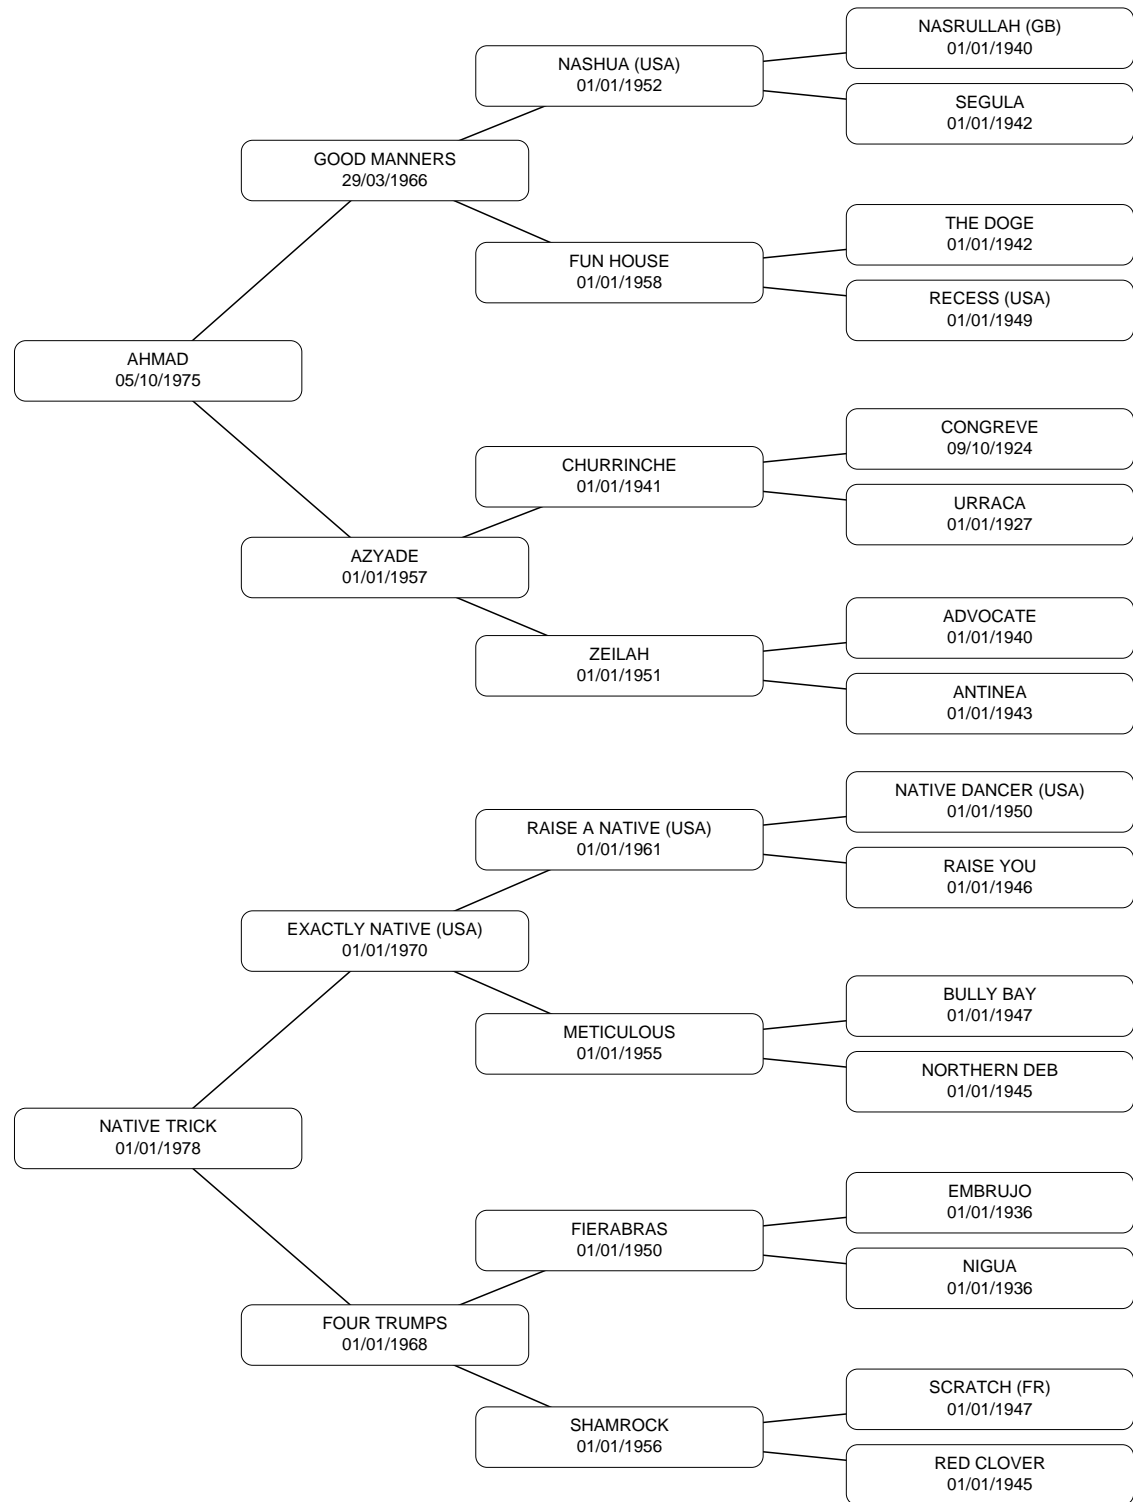 NASRULLAH (GB)
01/01/1940
NASHUA (USA)
01/01/1952
SEGULA
01/01/1942
GOOD MANNERS
29/03/1966
THE DOGE
01/01/1942
FUN HOUSE
01/01/1958
RECESS (USA)
01/01/1949
AHMAD
05/10/1975
CONGREVE
09/10/1924
CHURRINCHE
01/01/1941
URRACA
01/01/1927
AZYADE
01/01/1957
ADVOCATE
01/01/1940
ZEILAH
01/01/1951
ANTINEA
01/01/1943
NATIVE DANCER (USA)
01/01/1950
RAISE A NATIVE (USA)
01/01/1961
RAISE YOU
01/01/1946
EXACTLY NATIVE (USA)
01/01/1970
BULLY BAY
01/01/1947
METICULOUS
01/01/1955
NORTHERN DEB
01/01/1945
NATIVE TRICK
01/01/1978
EMBRUJO
01/01/1936
FIERABRAS
01/01/1950
NIGUA
01/01/1936
FOUR TRUMPS
01/01/1968
SCRATCH (FR)
01/01/1947
SHAMROCK
01/01/1956
RED CLOVER
01/01/1945